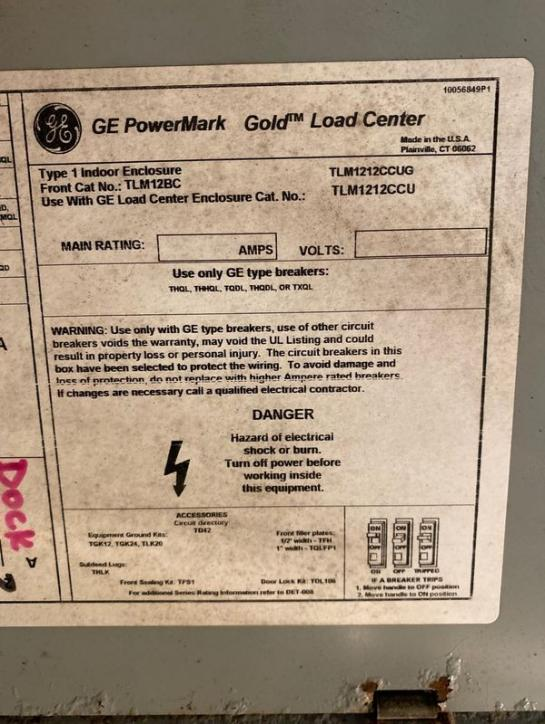 10056849P1
GE PowerMark Gold™ Load Center
Made in the U.S.A.
Plainville, CT 06062
Type 1 Indoor Enclosure TLM1212CCUG
Front Cat No.: TLM12BC TLM1212CCU
Use With GE Load Center Enclosure Cat. No.:
MAIN RATING: AMPS VOLTS:
Use only GE type breakers:
THQL, THHQL, TQDL, THQDL, OR TXQL
WARNING: Use only with GE type breakers, use of other circuit
breakers voids the warranty, may void the UL Listing and could
result in property loss or personal injury. The circuit breakers in this
box have been selected to protect the wiring. To avoid damage and
loss of protection, do not replace with higher Ampere rated breakers.
If changes are necessary call a qualified electrical contractor.
DANGER
Hazard of electrical
shock or burn.
Turn off power before
working inside
this equipment.
DOCK
ACCESSORIES
Circuit directory
TD42
Equipment Ground Kits:
TGK12, TGK24, TLK20
Front filler plates:
1/2" width - TFH
1" width - TQLFP1
Subfeed Lugs:
THLK
Front Sealing Kit: TFS1 Door Lock Kit:
For additional Series Rating Information refer to DET-008
ON ON ON
OFF OFF OFF
ON OFF TRIPPED
IF A BREAKER TRIPS
1. Move handle to OFF position
2. Move handle to ON position